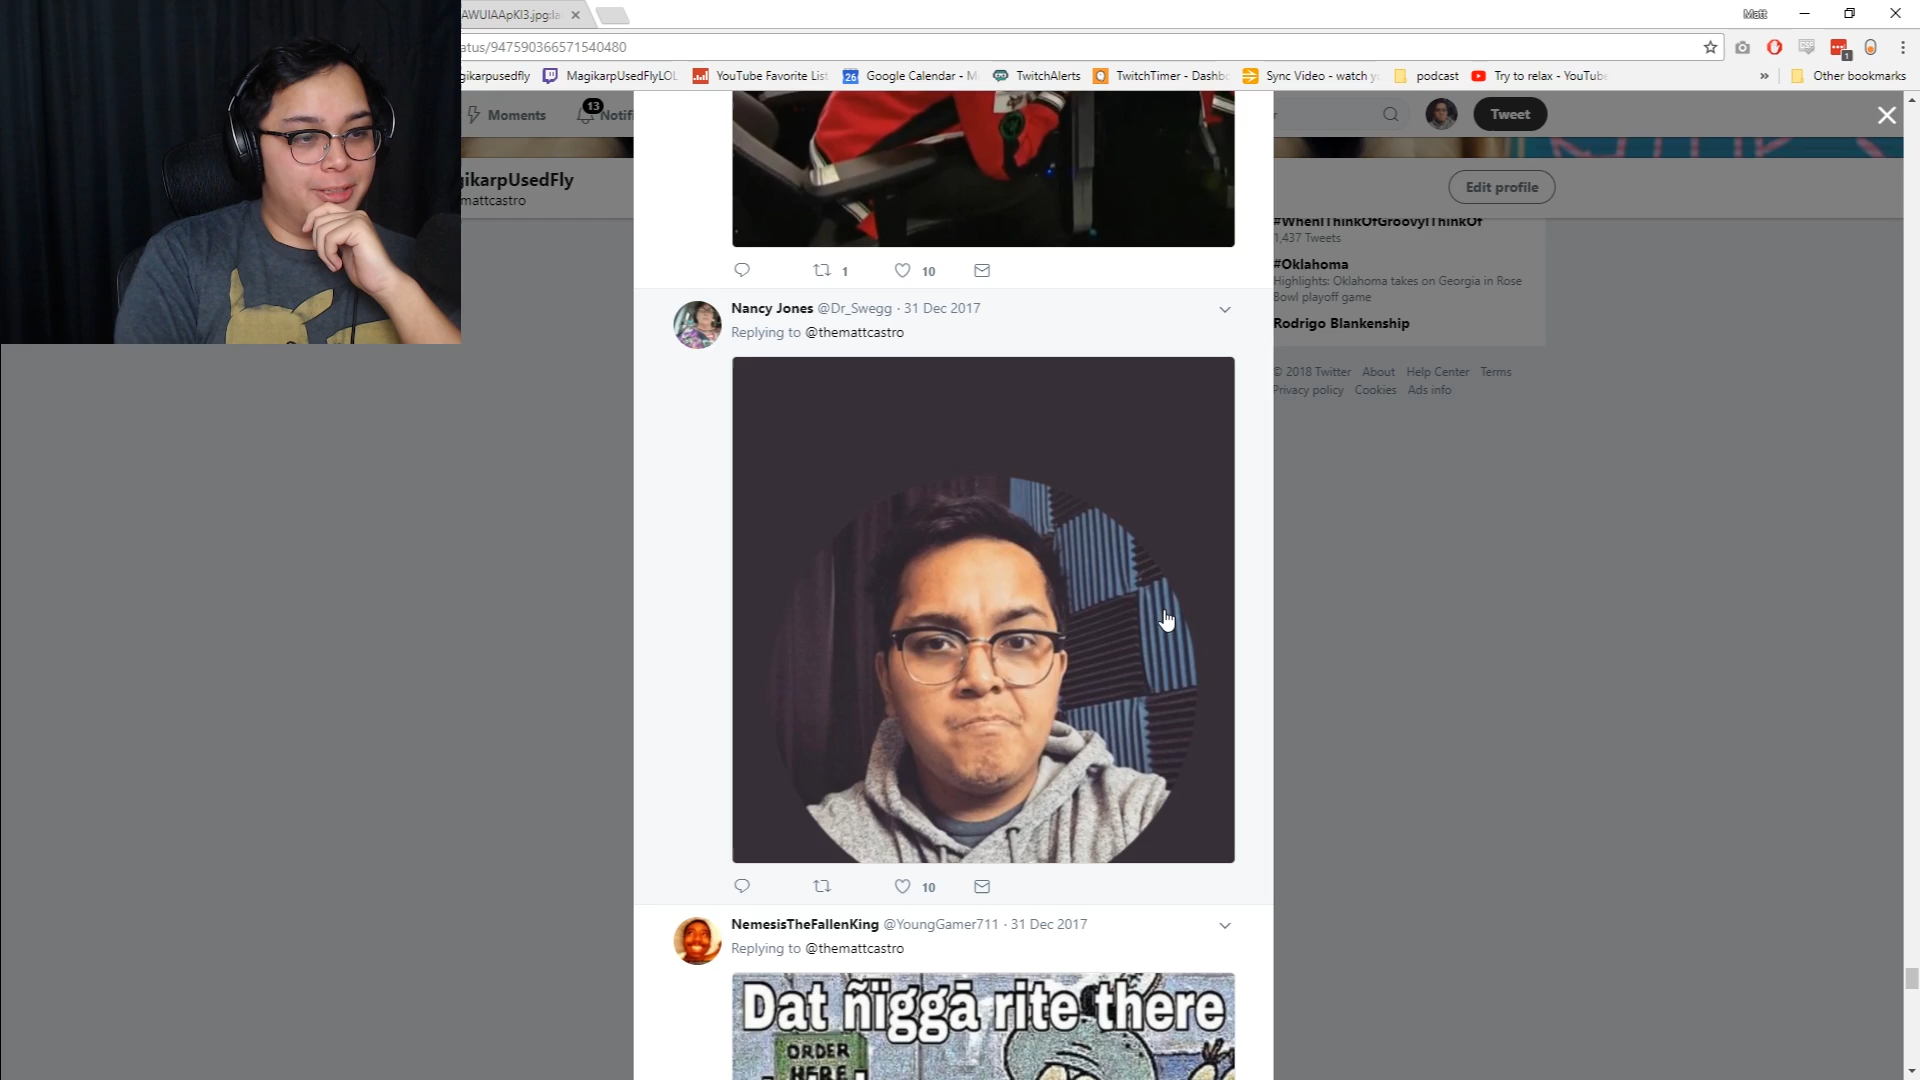 AWUIAApKI3.jpg:la
Matt
atus/947590366571540480
gikarpusedfly
MagikarpUsedFlyLOL
YouTube Favorite List
26
Google Calendar - M
TwitchAlerts
TwitchTimer - Dashb
Sync Video - watch y
podcast
Try to relax - YouTube
»
Other bookmarks
Moments
13
Notifi
r
Tweet
gikarpUsedFly
mattcastro
Edit profile
#WhenIThinkOfGroovyIThinkOf
1,437 Tweets
#Oklahoma
Highlights: Oklahoma takes on Georgia in Rose
Bowl playoff game
Rodrigo Blankenship
© 2018 Twitter About Help Center Terms
Privacy policy Cookies Ads info
1
10
Nancy Jones @Dr_Swegg · 31 Dec 2017
Replying to @themattcastro
10
NemesisTheFallenKing @YoungGamer711 · 31 Dec 2017
Replying to @themattcastro
Dat ñïggā rite there
ORDER
HERE